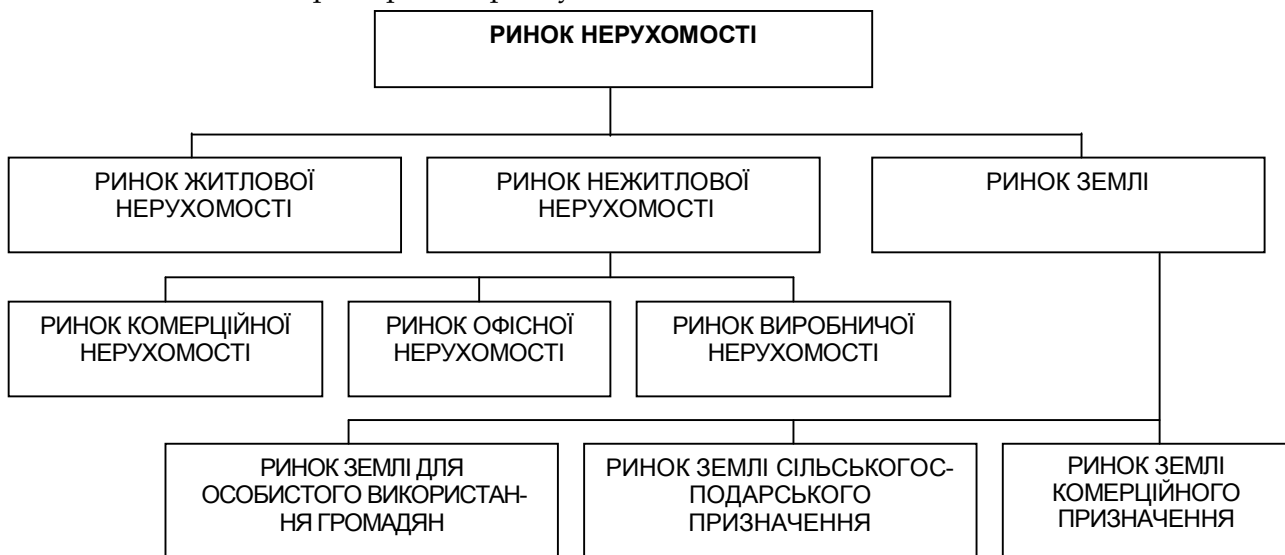 РИНОК НЕРУХОМОСТІ
РИНОК ЖИТЛОВОЇ
НЕРУХОМОСТІ
РИНОК НЕЖИТЛОВОЇ
НЕРУХОМОСТІ
РИНОК ЗЕМЛІ
РИНОК КОМЕРЦІЙНОЇ
НЕРУХОМОСТІ
РИНОК ОФІСНОЇ
НЕРУХОМОСТІ
РИНОК ВИРОБНИЧОЇ
НЕРУХОМОСТІ
РИНОК ЗЕМЛІ ДЛЯ
ОСОБИСТОГО ВИКОРИСТАН-
НЯ ГРОМАДЯН
РИНОК ЗЕМЛІ СІЛЬСЬКОГОС-
ПОДАРСЬКОГО
ПРИЗНАЧЕННЯ
РИНОК ЗЕМЛІ
КОМЕРЦІЙНОГО
ПРИЗНАЧЕННЯ